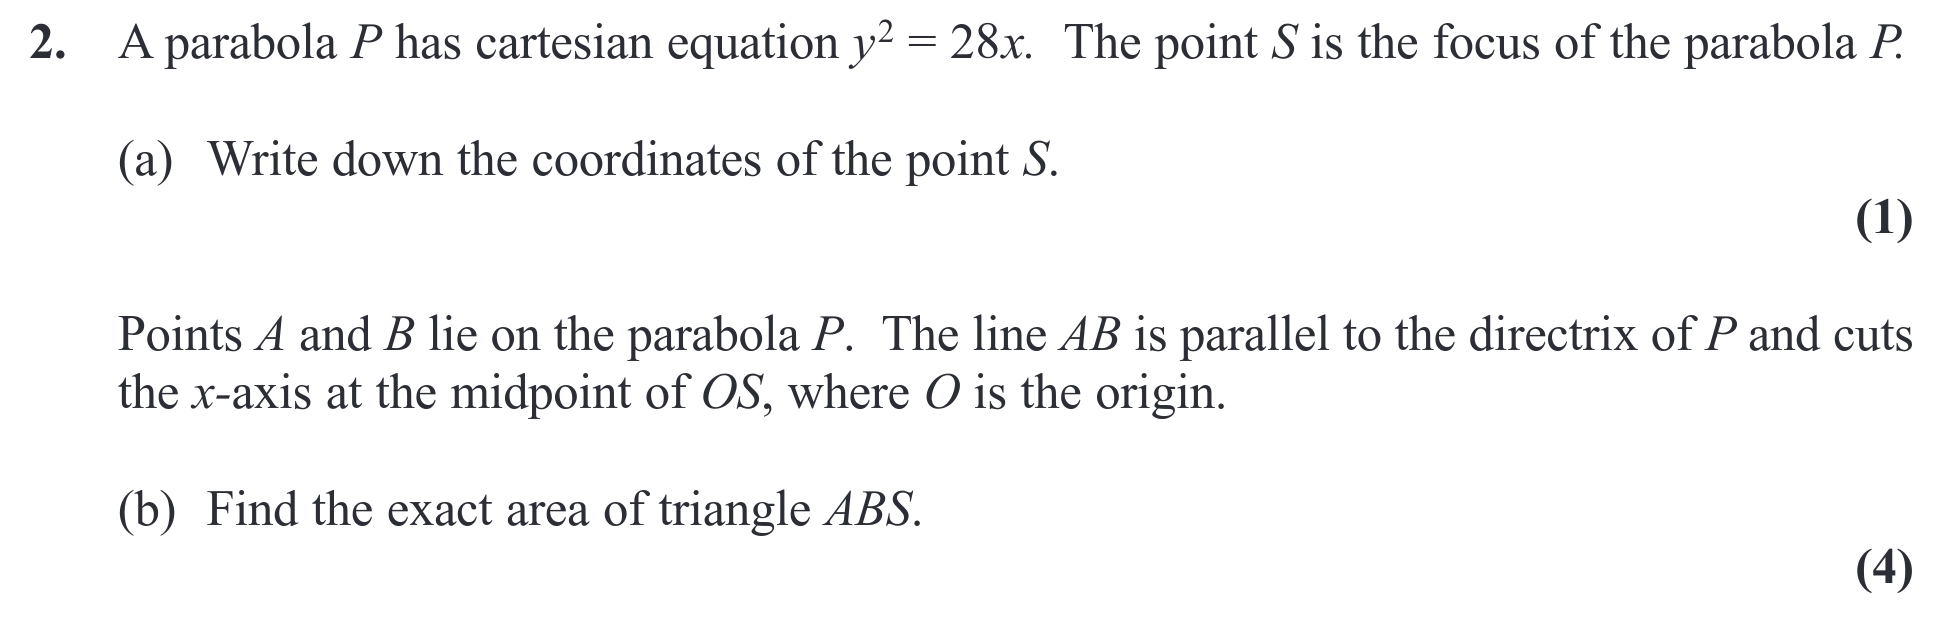 2. A parabola P has cartesian equation y² = 28x. The point S is the focus of the parabola P.
(a) Write down the coordinates of the point S.
(1)
Points A and B lie on the parabola P. The line AB is parallel to the directrix of P and cuts
the x-axis at the midpoint of OS, where O is the origin.
(b) Find the exact area of triangle ABS.
(4)